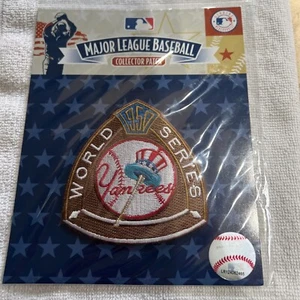 MAJOR LEAGUE BASEBALL
COLLECTOR PATCH
WORLD SERIES
Yankees